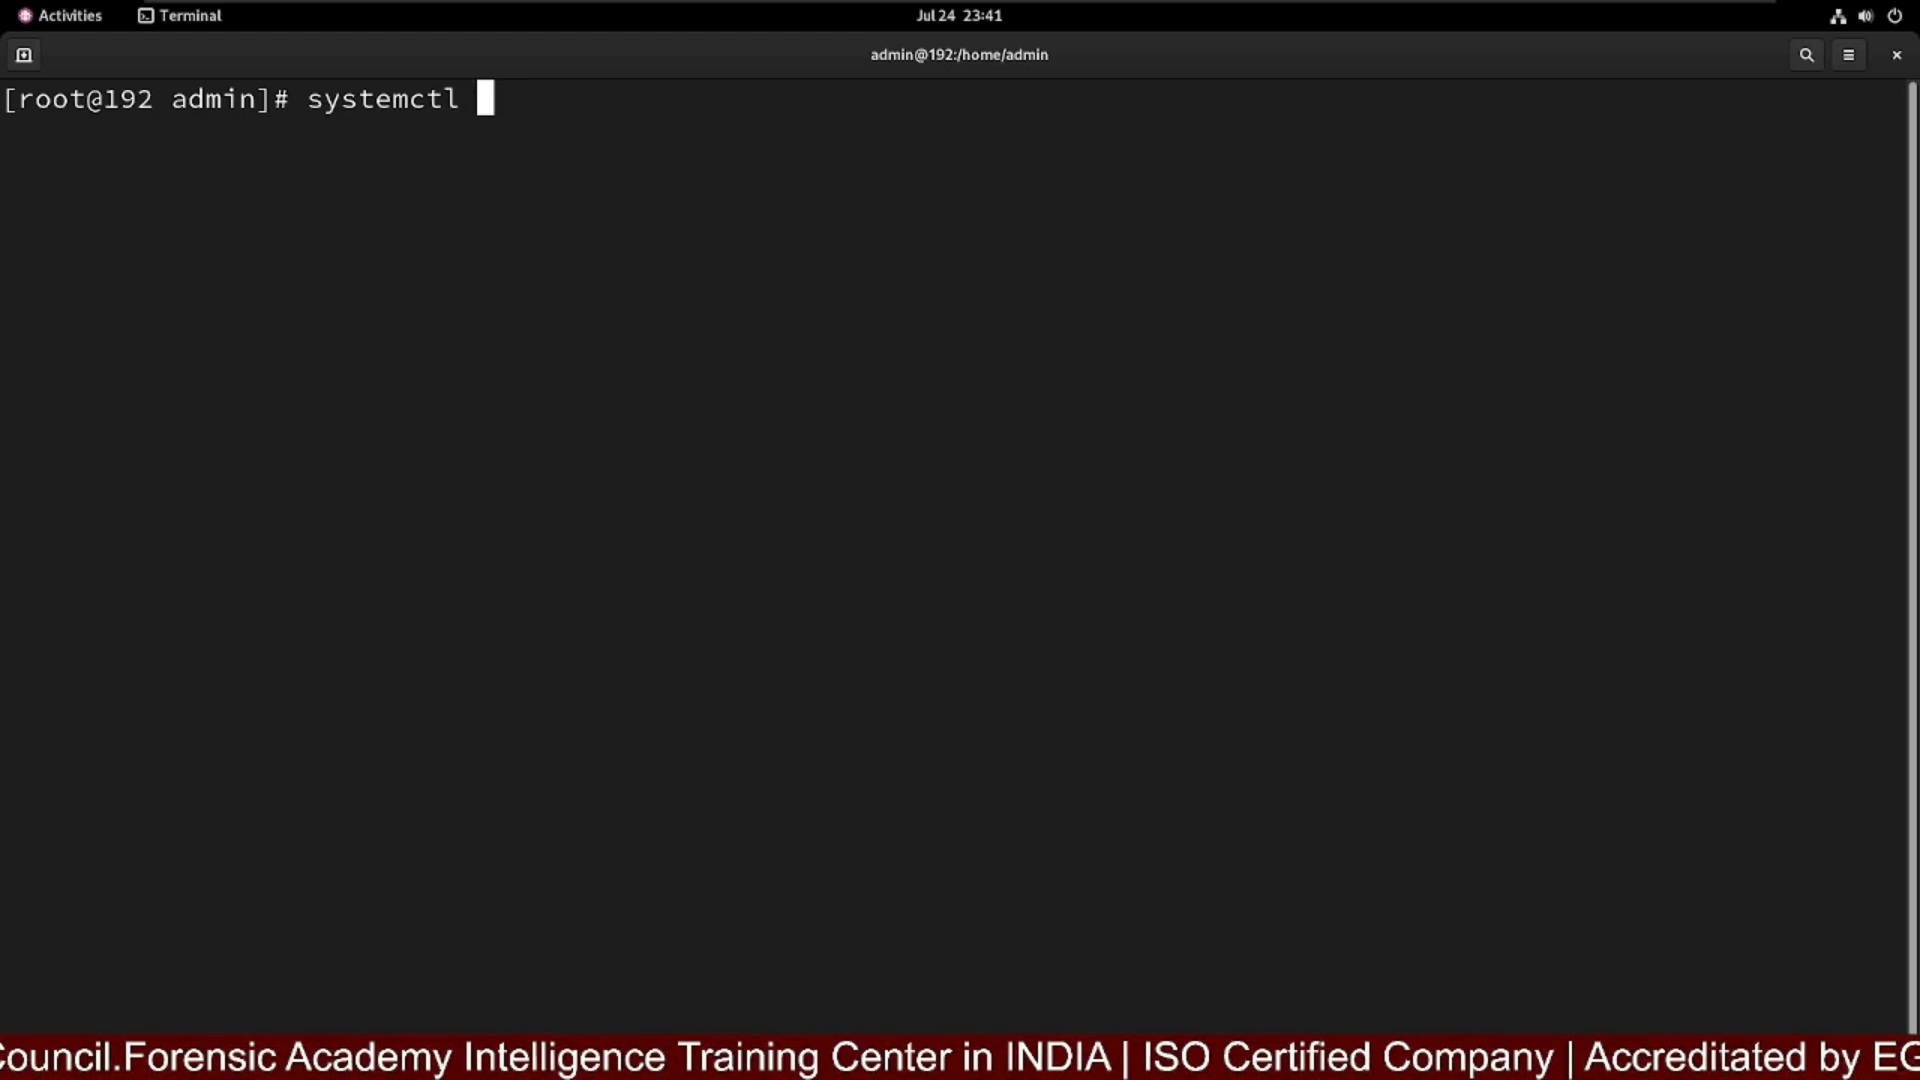 Activities Terminal Jul 24 23:41
admin@192:/home/admin
[root@192 admin]# systemctl
Council.Forensic Academy Intelligence Training Center in INDIA | ISO Certified Company | Accreditated by EG